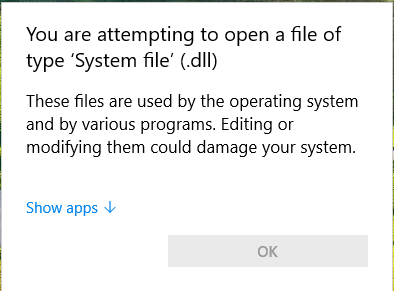 You are attempting to open a file of
type ‘System file’ (.dll)
These files are used by the operating system
and by various programs. Editing or
modifying them could damage your system.
Show apps ↓
OK